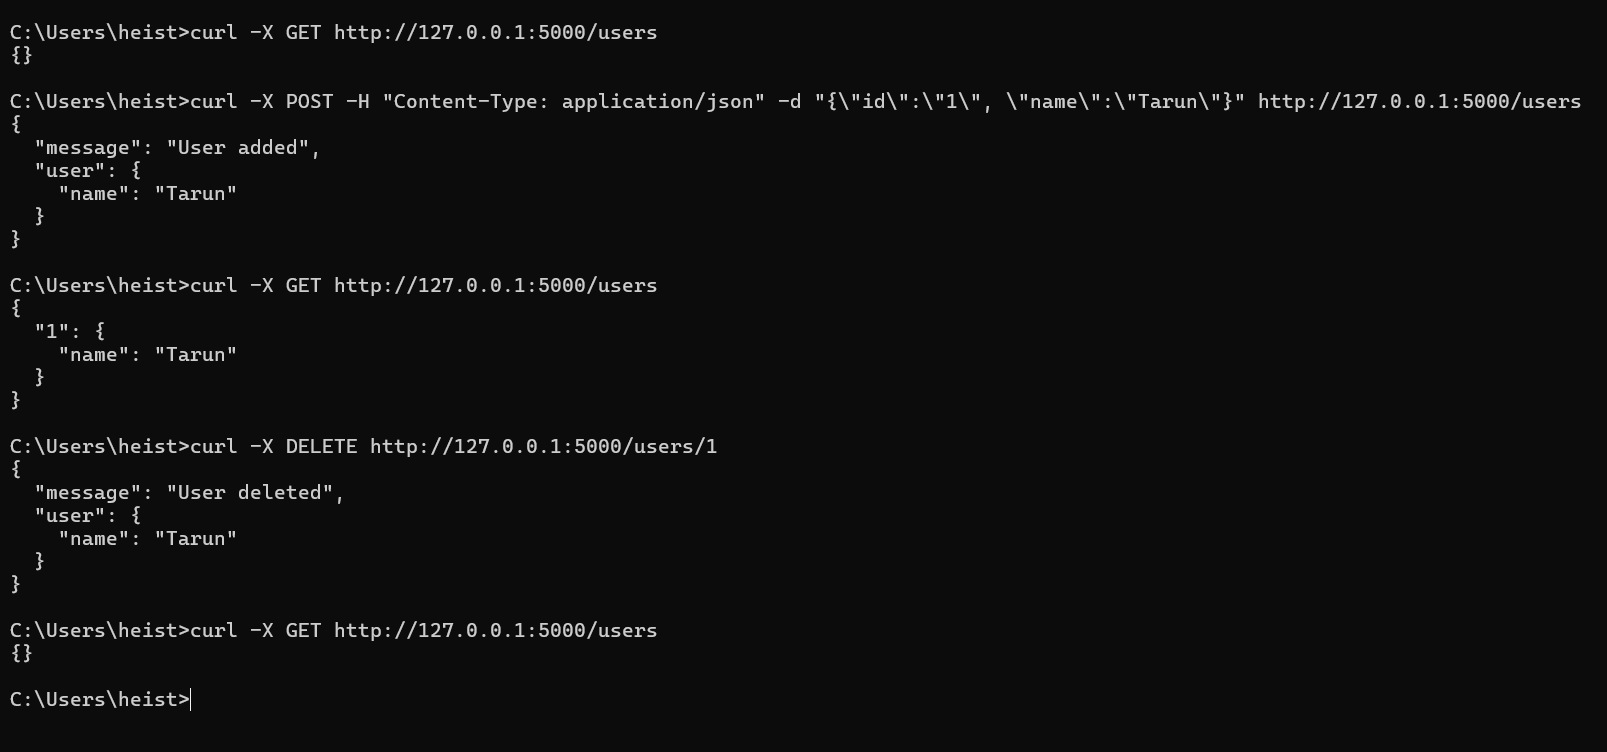 C:\Users\heist>curl -X GET http://127.0.0.1:5000/users
{}
C:\Users\heist>curl -X POST -H "Content-Type: application/json" -d "{\"id\":\"1\", \"name\":\"Tarun\"}" http://127.0.0.1:5000/users
{
  "message": "User added",
  "user": {
    "name": "Tarun"
  }
}
C:\Users\heist>curl -X GET http://127.0.0.1:5000/users
{
  "1": {
    "name": "Tarun"
  }
}
C:\Users\heist>curl -X DELETE http://127.0.0.1:5000/users/1
{
  "message": "User deleted",
  "user": {
    "name": "Tarun"
  }
}
C:\Users\heist>curl -X GET http://127.0.0.1:5000/users
{}
C:\Users\heist>